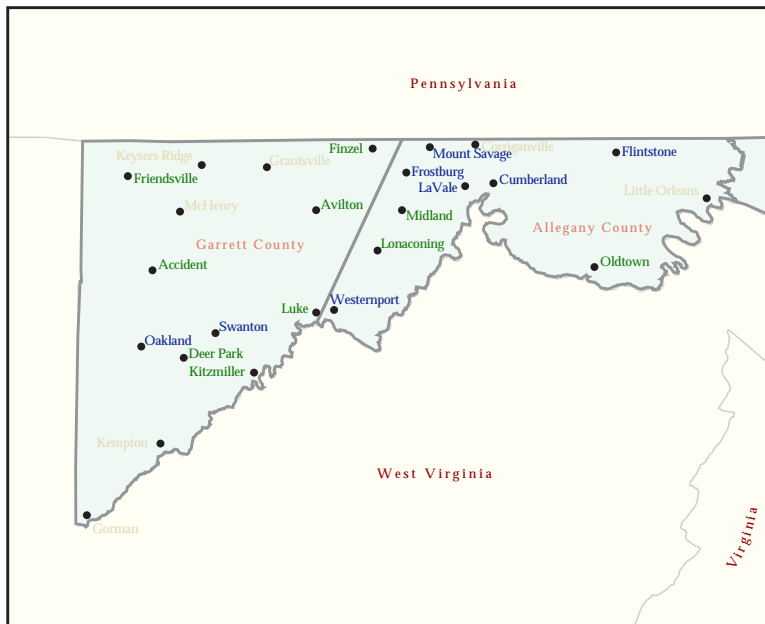 Pennsylvania
Finzel
Corriganville
Mount Savage
Flintstone
Keysers Ridge
Grantsville
Frostburg
Friendsville
LaVale
Cumberland
Little Orleans
McHenry
Avilton
Midland
Allegany County
Garrett County
Lonaconing
Accident
Oldtown
Westernport
Luke
Swanton
Oakland
Deer Park
Kitzmiller
Kempton
West Virginia
Gorman
Virginia